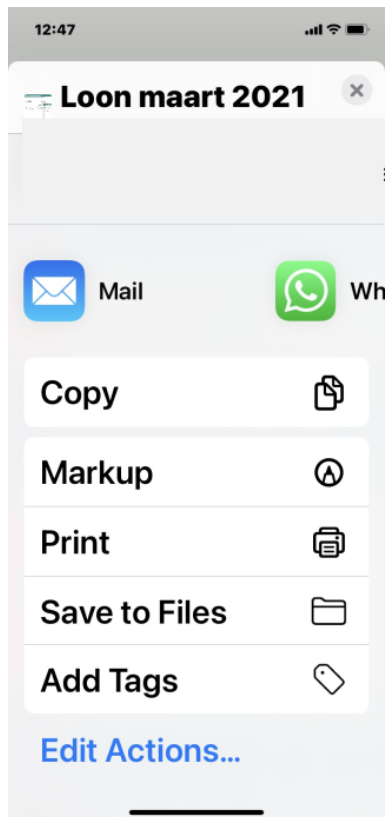 12:47
Loon maart 2021
Mail
Wh
Copy
Markup
Print
Save to Files
Add Tags
Edit Actions...